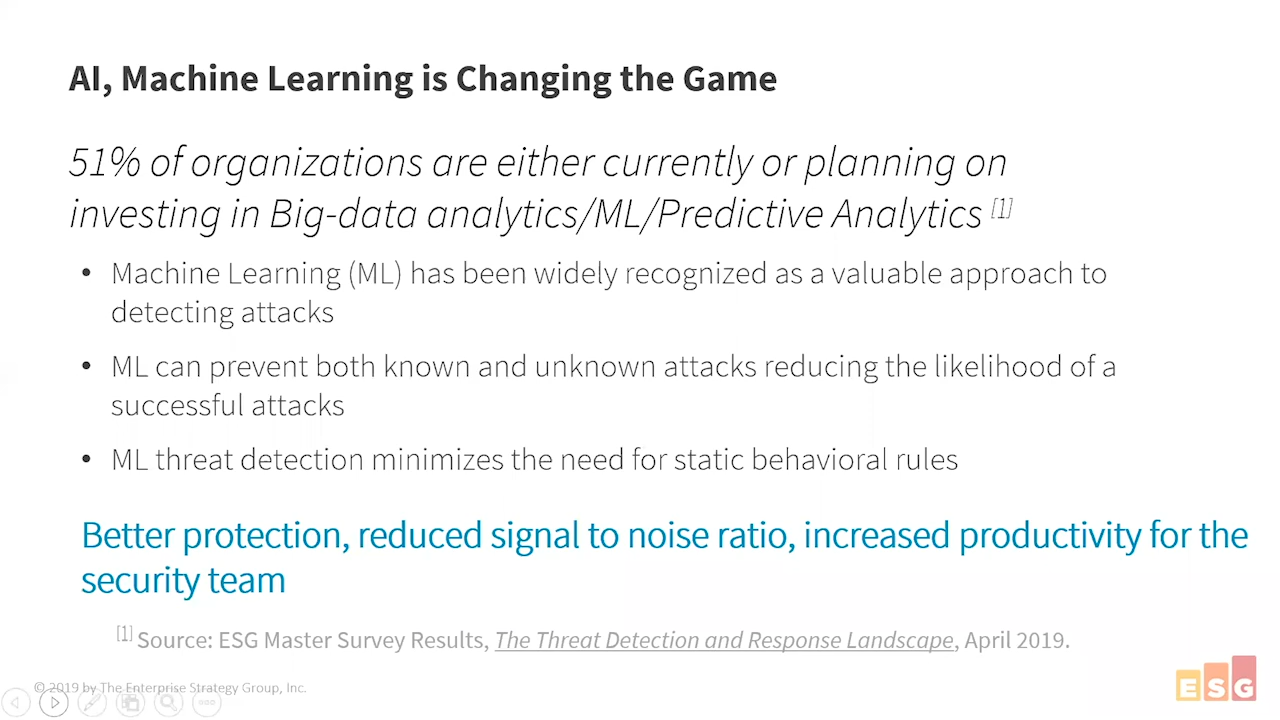 AI, Machine Learning is Changing the Game
51% of organizations are either currently or planning on
investing in Big-data analytics/ML/Predictive Analytics [1]
• Machine Learning (ML) has been widely recognized as a valuable approach to
detecting attacks
• ML can prevent both known and unknown attacks reducing the likelihood of a
successful attacks
• ML threat detection minimizes the need for static behavioral rules
Better protection, reduced signal to noise ratio, increased productivity for the
security team
[1] Source: ESG Master Survey Results, The Threat Detection and Response Landscape, April 2019.
© 2019 by The Enterprise Strategy Group, Inc.
ESG